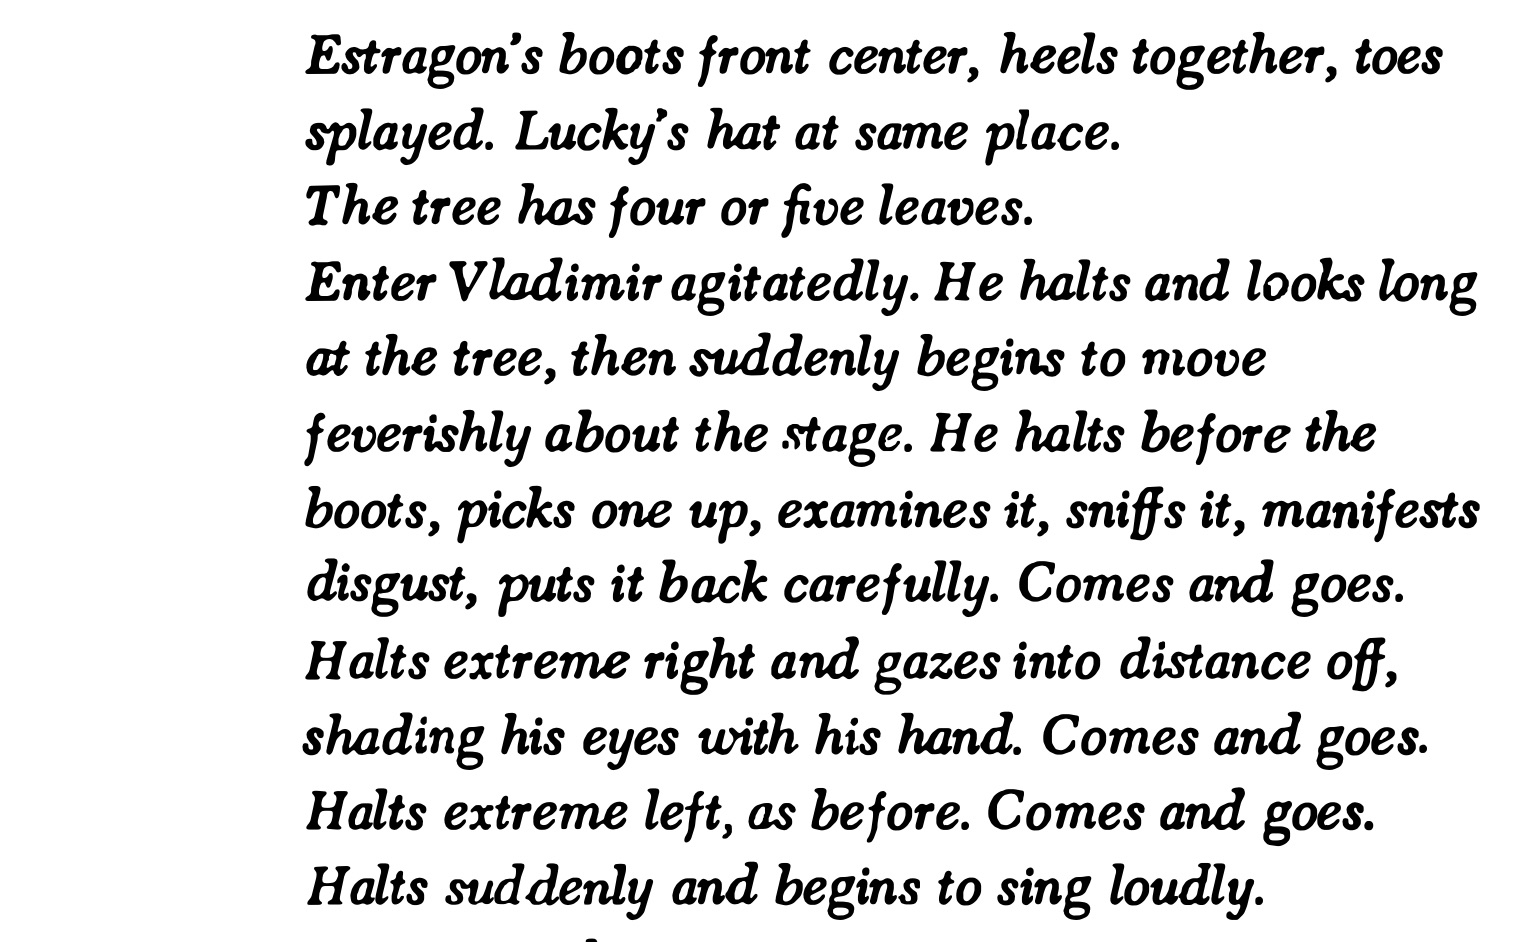 Estragon's boots front center, heels together, toes
splayed. Lucky's hat at same place.
The tree has four or five leaves.
Enter Vladimir agitatedly. He halts and looks long
at the tree, then suddenly begins to move
feverishly about the stage. He halts before the
boots, picks one up, examines it, sniffs it, manifests
disgust, puts it back carefully. Comes and goes.
Halts extreme right and gazes into distance off,
shading his eyes with his hand. Comes and goes.
Halts extreme left, as before. Comes and goes.
Halts suddenly and begins to sing loudly.